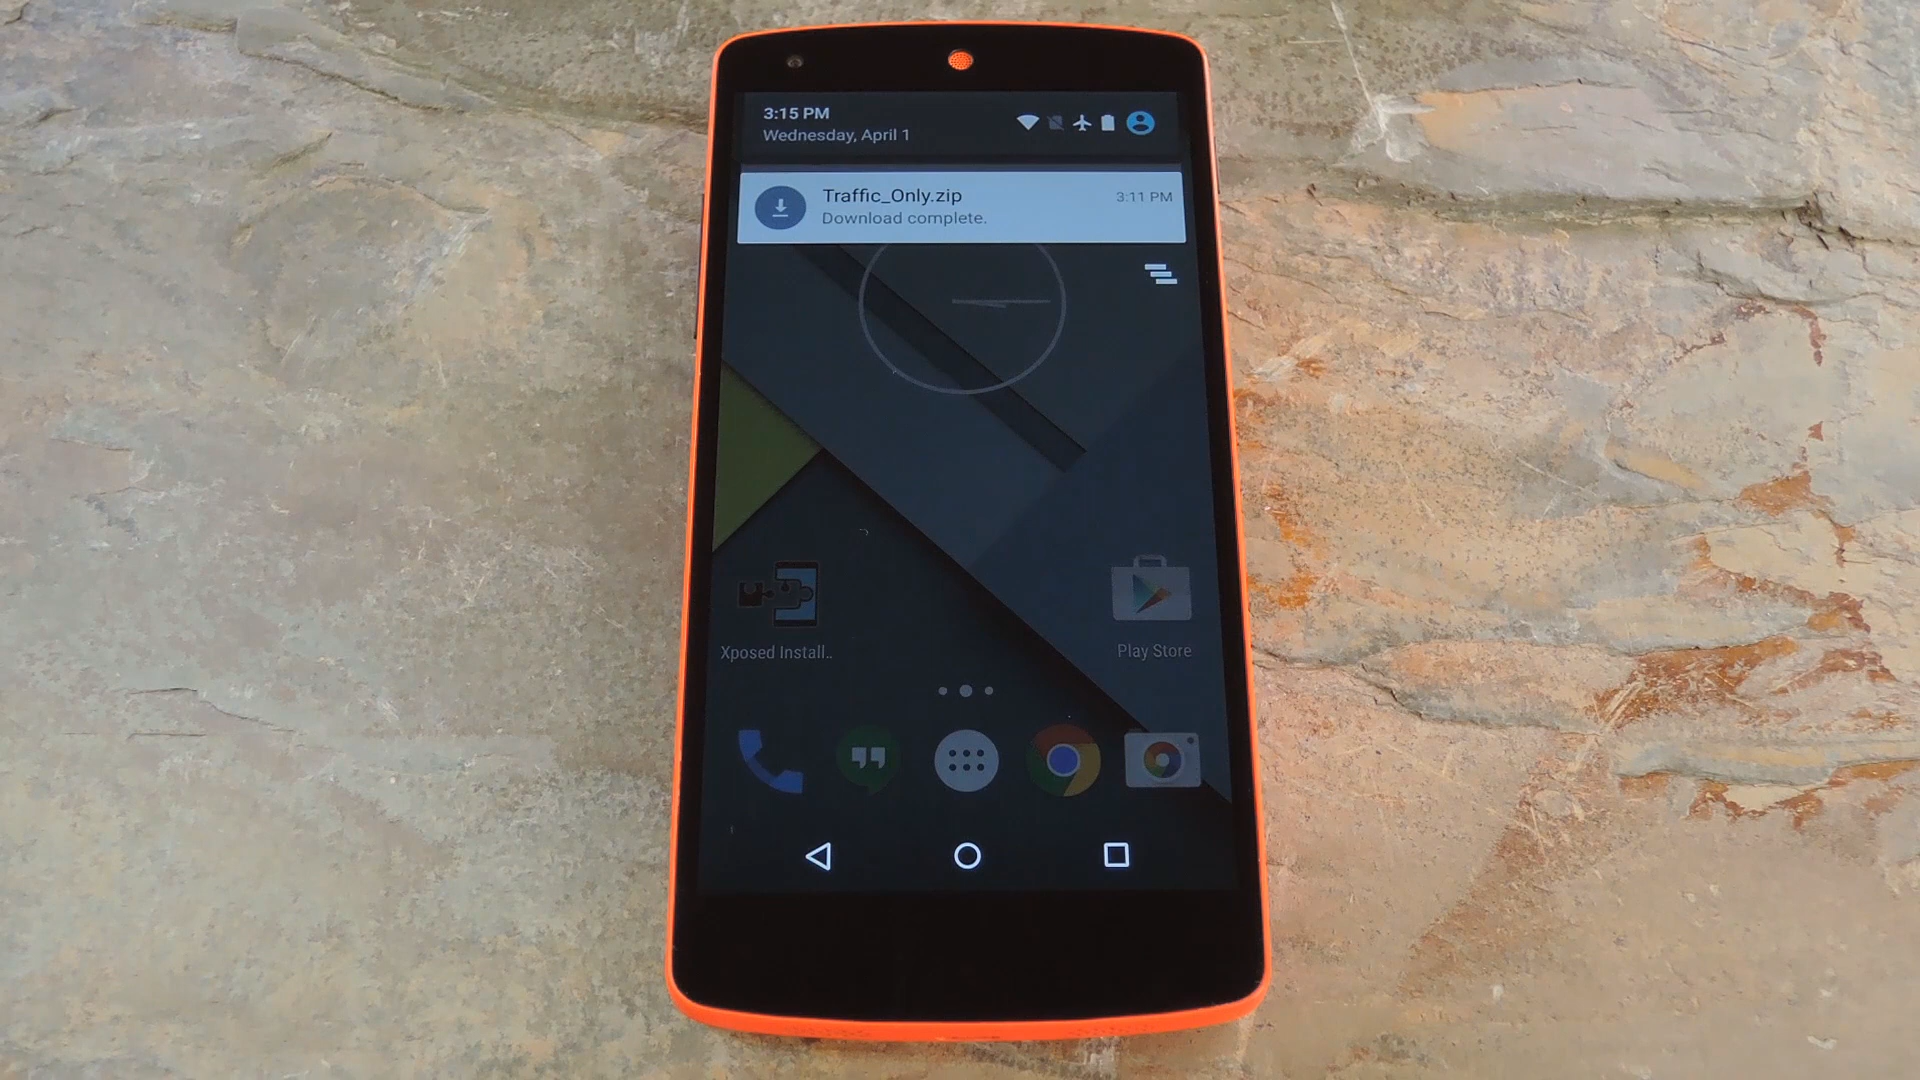 3:15 PM
Wednesday, April 1
Traffic_Only.zip
3:11 PM
Download complete.
Xposed Install..
Play Store